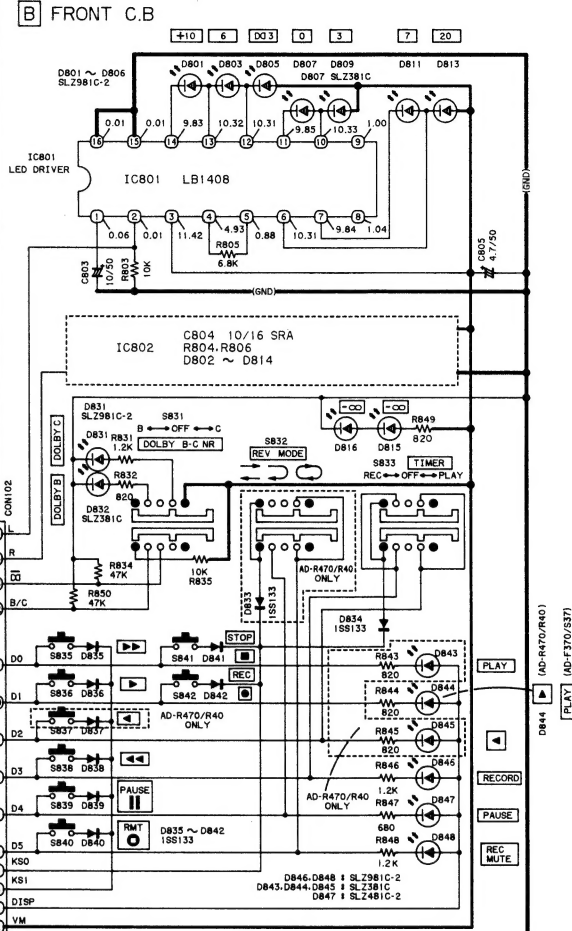 B FRONT C.B
+10 6 DD3 0 3 7 20
D801 D803 D805 D807 D809 D811 D813
D801 ~ D806
SLZ981C-2
D807 SLZ381C
0.01 0.01 9.83 10.32 10.31 9.85 10.33 1.00
16 15 14 13 12 11 10 9
IC801
LED DRIVER
IC801 LB1408
(GND)
1 2 3 4 5 6 7 8
0.06 0.01 11.42 4.93 0.88 10.31 9.84 1.04
R805
6.8K
C803
10/50
R803
10K
C805
4.7/50
(GND)
IC802
C804 10/16 SRA
R804.R806
D802 ~ D814
D831
SLZ981C-2
S831
B ↔ OFF ↔ C
DOLBY B-C NR
DOLBY C
D831 R831
1.2K
R832
820
DOLBY B
D832
SLZ381C
-∞ -∞
D816 D815
R849
820
S832
REV MODE
S833 TIMER
REC ↔ OFF ↔ PLAY
CON102
L
R
B/C
R834
47K
R850
47K
10K
R835
AD-R470/R40
ONLY
D833
1SS133
D834
1SS133
D0
S835 D835 ▶▶
S841 D841 STOP ■
D1
S836 D836 ▶
S842 D842 REC ●
D2
S837 D837 ◀
AD-R470/R40
ONLY
D3
S838 D838 ◀◀
D4
S839 D839 PAUSE
D5
S840 D840 RMT
D835 ~ D842
1SS133
KS0
KS1
DISP
VM
R843
820
D843
PLAY
R844
820
D844
R845
820
D845
◀
R846
1.2K
D846
RECORD
R847
680
D847
PAUSE
R848
1.2K
D848
REC
MUTE
AD-R470/R40
ONLY
D844 ▶ (AD-R470/R40)
PLAY (AD-F370/S37)
D846.D848 : SLZ981C-2
D843.D844.D845 : SLZ381C
D847 : SLZ481C-2